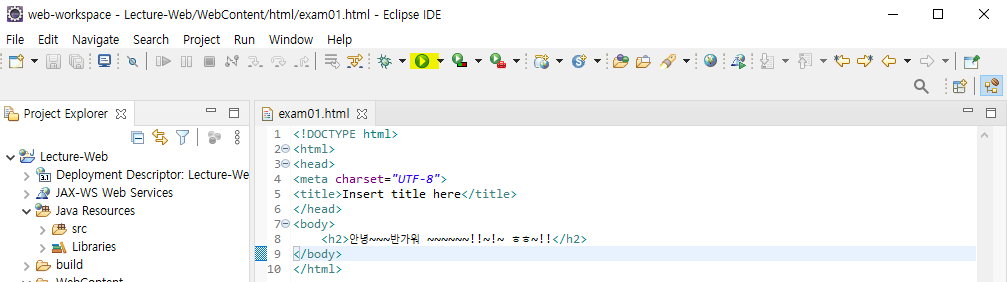 web-workspace - Lecture-Web/WebContent/html/exam01.html - Eclipse IDE
File Edit Navigate Search Project Run Window Help
Project Explorer
exam01.html
Lecture-Web
3.1 Deployment Descriptor: Lecture-We
JAX-WS Web Services
Java Resources
src
Libraries
build
WebContent
1 <!DOCTYPE html>
2 <html>
3 <head>
4 <meta charset="UTF-8">
5 <title>Insert title here</title>
6 </head>
7 <body>
8 <h2>안녕~~~반가워 ~~~~~~!!~!~ ㅎㅎ~!!</h2>
9 </body>
10 </html>